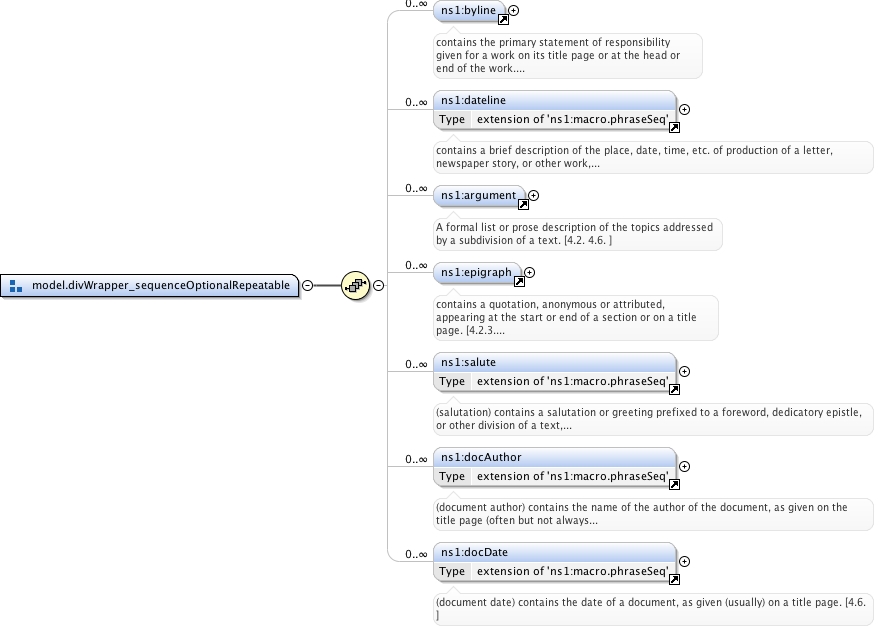 0..∞
ns1:byline
contains the primary statement of responsibility
given for a work on its title page or at the head or
end of the work....
0..∞
ns1:dateline
Type extension of 'ns1:macro.phraseSeq'
contains a brief description of the place, date, time, etc. of production of a letter,
newspaper story, or other work,...
0..∞
ns1:argument
A formal list or prose description of the topics addressed
by a subdivision of a text. [4.2. 4.6. ]
0..∞
ns1:epigraph
contains a quotation, anonymous or attributed,
appearing at the start or end of a section or on a title
page. [4.2.3....
model.divWrapper_sequenceOptionalRepeatable
0..∞
ns1:salute
Type extension of 'ns1:macro.phraseSeq'
(salutation) contains a salutation or greeting prefixed to a foreword, dedicatory epistle,
or other division of a text,...
0..∞
ns1:docAuthor
Type extension of 'ns1:macro.phraseSeq'
(document author) contains the name of the author of the document, as given on the
title page (often but not always...
0..∞
ns1:docDate
Type extension of 'ns1:macro.phraseSeq'
(document date) contains the date of a document, as given (usually) on a title page. [4.6.
]